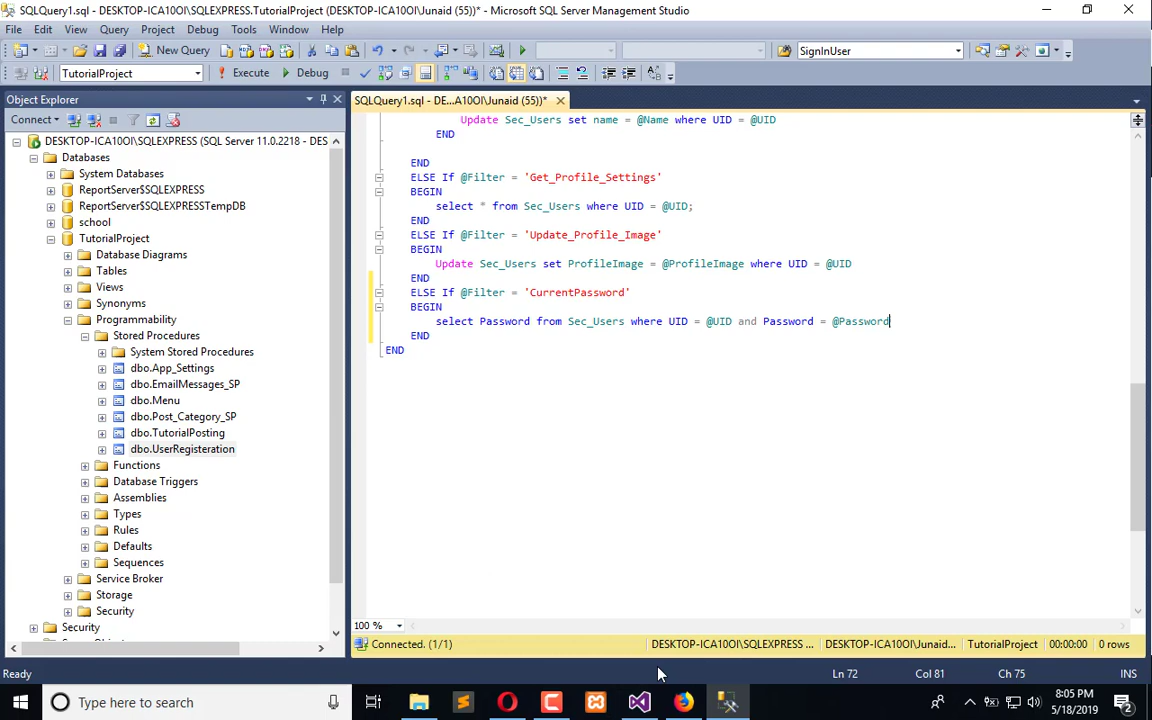 SQLQuery1.sql - DESKTOP-ICA10OI\SQLEXPRESS.TutorialProject (DESKTOP-ICA10OI\Junaid (55))* - Microsoft SQL Server Management Studio
File Edit View Query Project Debug Tools Window Help
New Query
SignInUser
TutorialProject
Execute
Debug
Object Explorer
SQLQuery1.sql - DE...A10OI\Junaid (55))*
Connect
DESKTOP-ICA10OI\SQLEXPRESS (SQL Server 11.0.2218 - DES
Databases
System Databases
ReportServer$SQLEXPRESS
ReportServer$SQLEXPRESSTempDB
school
TutorialProject
Database Diagrams
Tables
Views
Synonyms
Programmability
Stored Procedures
System Stored Procedures
dbo.App_Settings
dbo.EmailMessages_SP
dbo.Menu
dbo.Post_Category_SP
dbo.TutorialPosting
dbo.UserRegisteration
Functions
Database Triggers
Assemblies
Types
Rules
Defaults
Sequences
Service Broker
Storage
Security
Security
Update Sec_Users set name = @Name where UID = @UID
END
END
ELSE If @Filter = 'Get_Profile_Settings'
BEGIN
select * from Sec_Users where UID = @UID;
END
ELSE If @Filter = 'Update_Profile_Image'
BEGIN
Update Sec_Users set ProfileImage = @ProfileImage where UID = @UID
END
ELSE If @Filter = 'CurrentPassword'
BEGIN
select Password from Sec_Users where UID = @UID and Password = @Password
END
END
100 %
Connected. (1/1)
DESKTOP-ICA10OI\SQLEXPRESS ...
DESKTOP-ICA10OI\Junaid...
TutorialProject
00:00:00
0 rows
Ready
Ln 72
Col 81
Ch 75
INS
Type here to search
8:05 PM
5/18/2019
2